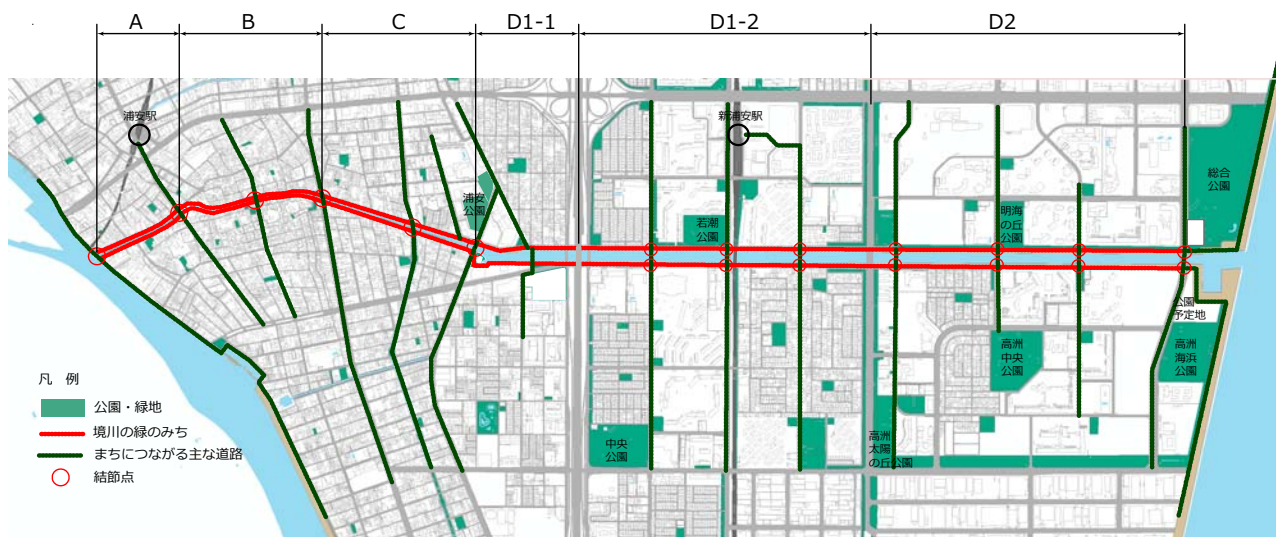 A
B
C
D1-1
D1-2
D2
浦安駅
新浦安駅
総合
公園
浦安
公園
若潮
公園
明海
の丘
公園
公園
予定地
高洲
中央
公園
高洲
海浜
公園
中央
公園
高洲
太陽
の丘公園
凡 例
公園・緑地
境川の緑のみち
まちにつながる主な道路
結節点